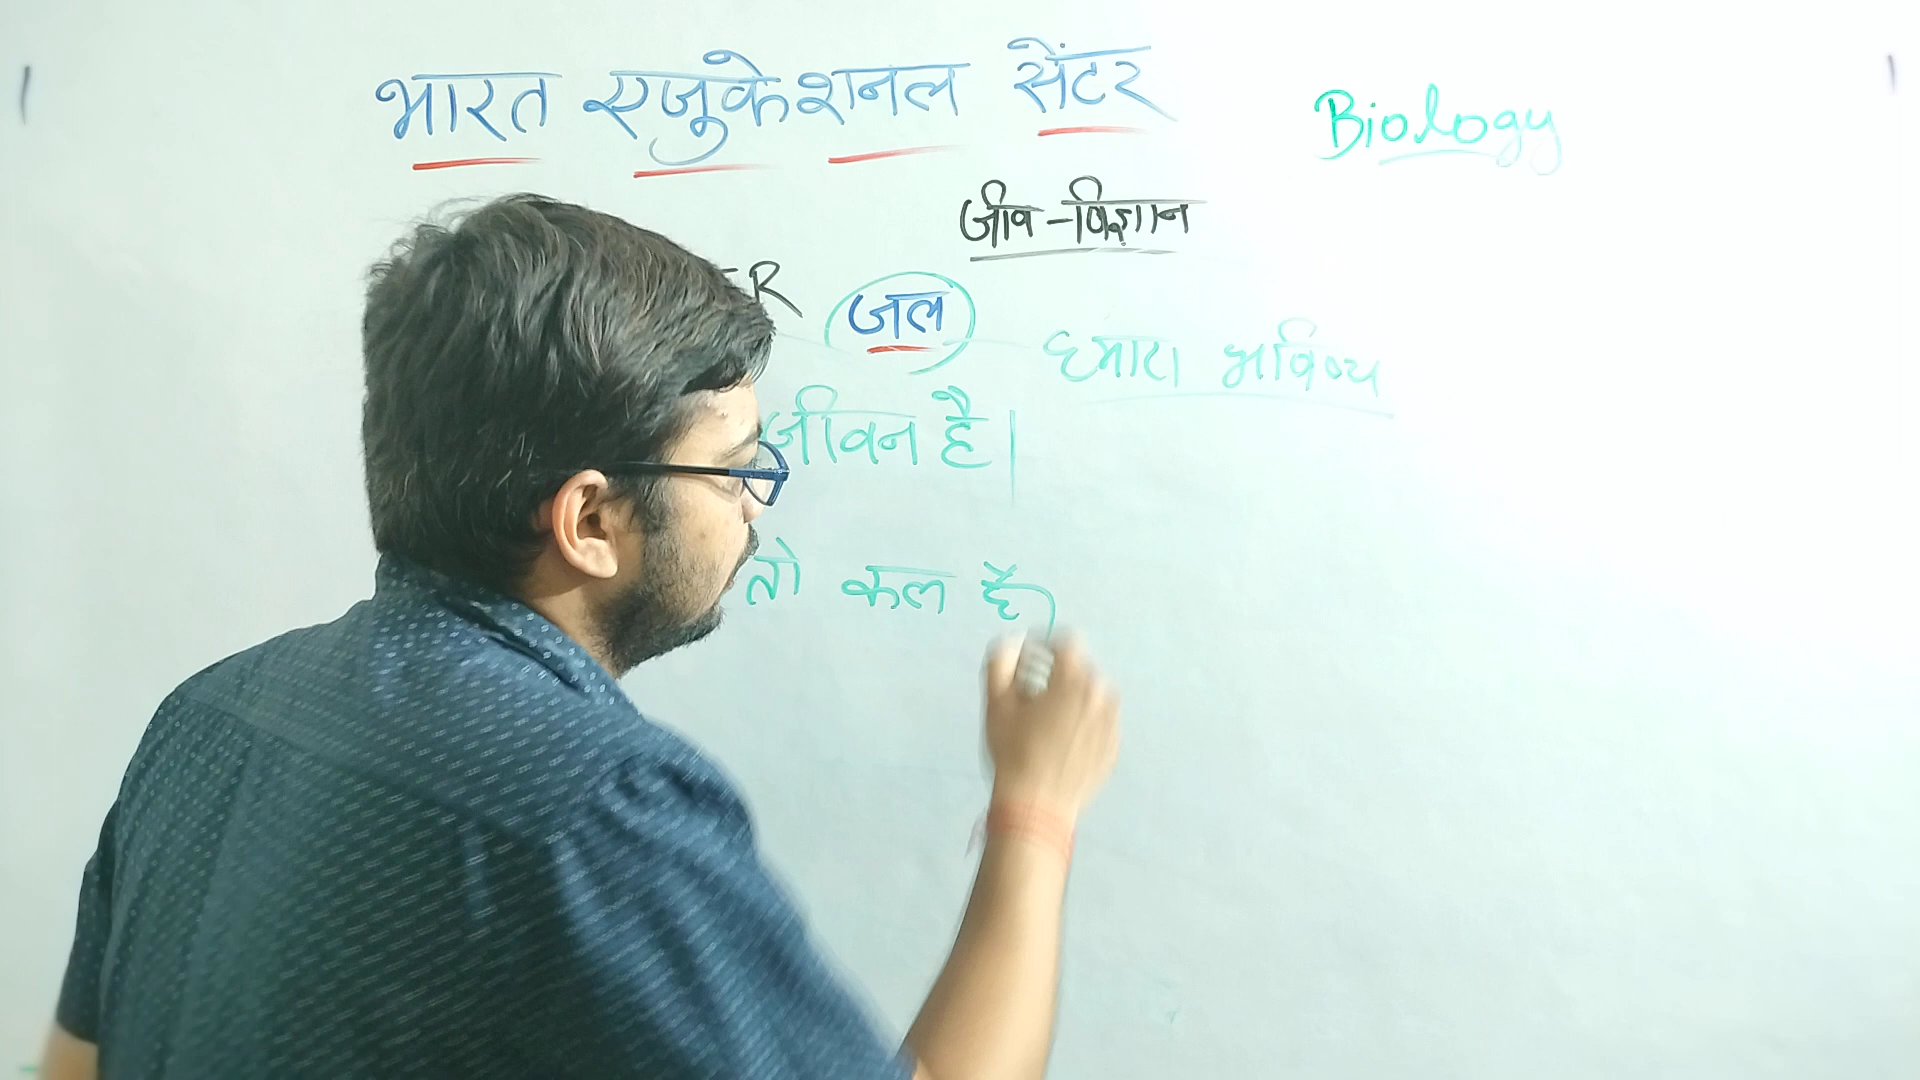 भारत एजुकेशनल सेंटर
Biology
जीव-विज्ञान
जल
हमारा भविष्य
जीवन है।
तो कल है